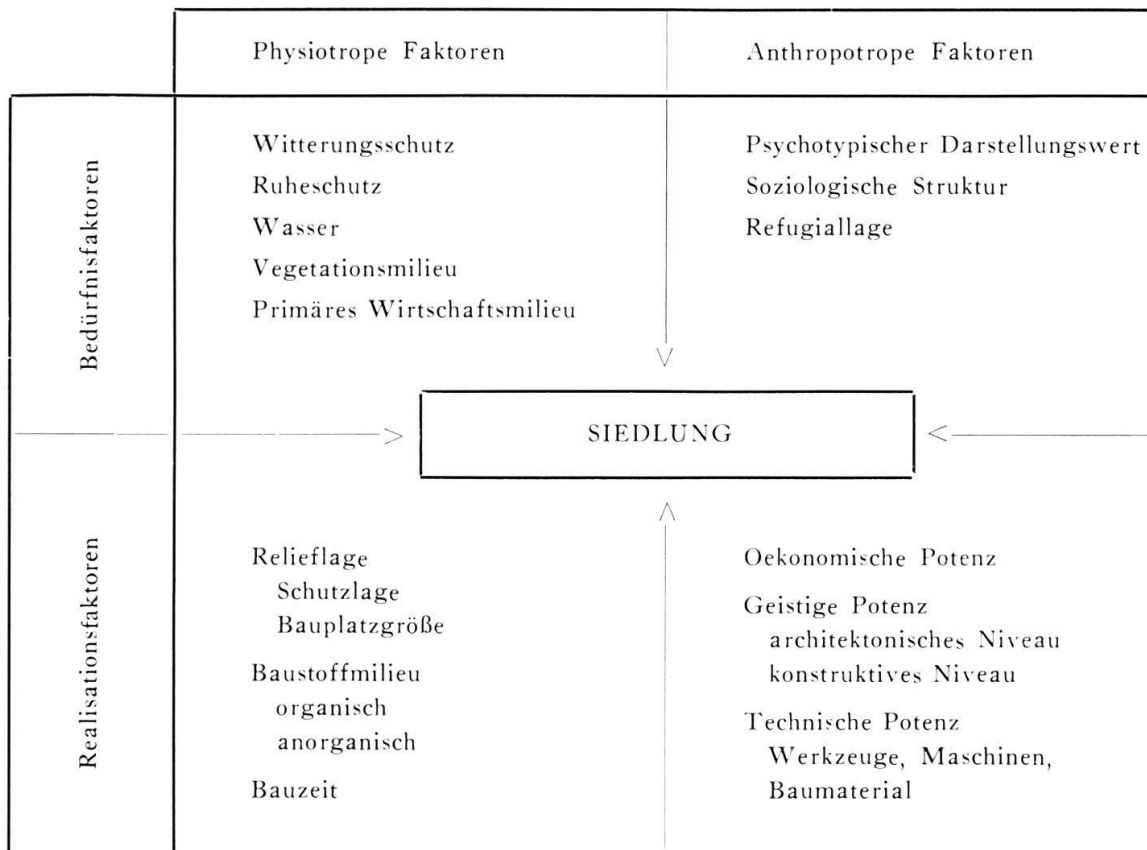 Physiotrope Faktoren
Anthropotrope Faktoren
Bedürfnisfaktoren
Witterungsschutz
Ruheschutz
Wasser
Vegetationsmilieu
Primäres Wirtschaftsmilieu
Psychotypischer Darstellungswert
Soziologische Struktur
Refugiallage
SIEDLUNG
Realisationsfaktoren
Relieflage
Schutzlage
Bauplatzgröße
Baustoffmilieu
organisch
anorganisch
Bauzeit
Oekonomische Potenz
Geistige Potenz
architektonisches Niveau
konstruktives Niveau
Technische Potenz
Werkzeuge, Maschinen,
Baumaterial